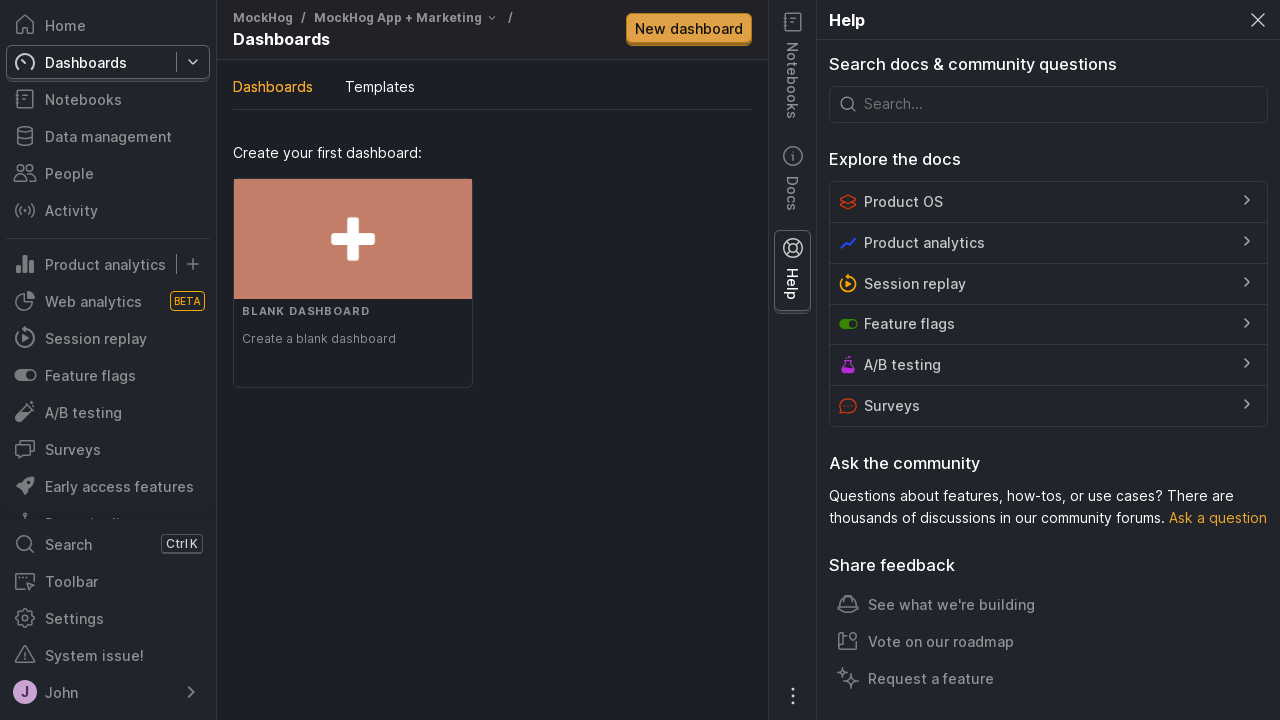 Home
Dashboards
Notebooks
Data management
People
Activity
Product analytics
Web analytics BETA
Session replay
Feature flags
A/B testing
Surveys
Early access features
Search Ctrl K
Toolbar
Settings
System issue!
J John
MockHog / MockHog App + Marketing /
Dashboards
New dashboard
Dashboards Templates
Create your first dashboard:
BLANK DASHBOARD
Create a blank dashboard
Notebooks
Docs
Help
Help
Search docs & community questions
Search...
Explore the docs
Product OS
Product analytics
Session replay
Feature flags
A/B testing
Surveys
Ask the community
Questions about features, how-tos, or use cases? There are
thousands of discussions in our community forums. Ask a question
Share feedback
See what we're building
Vote on our roadmap
Request a feature